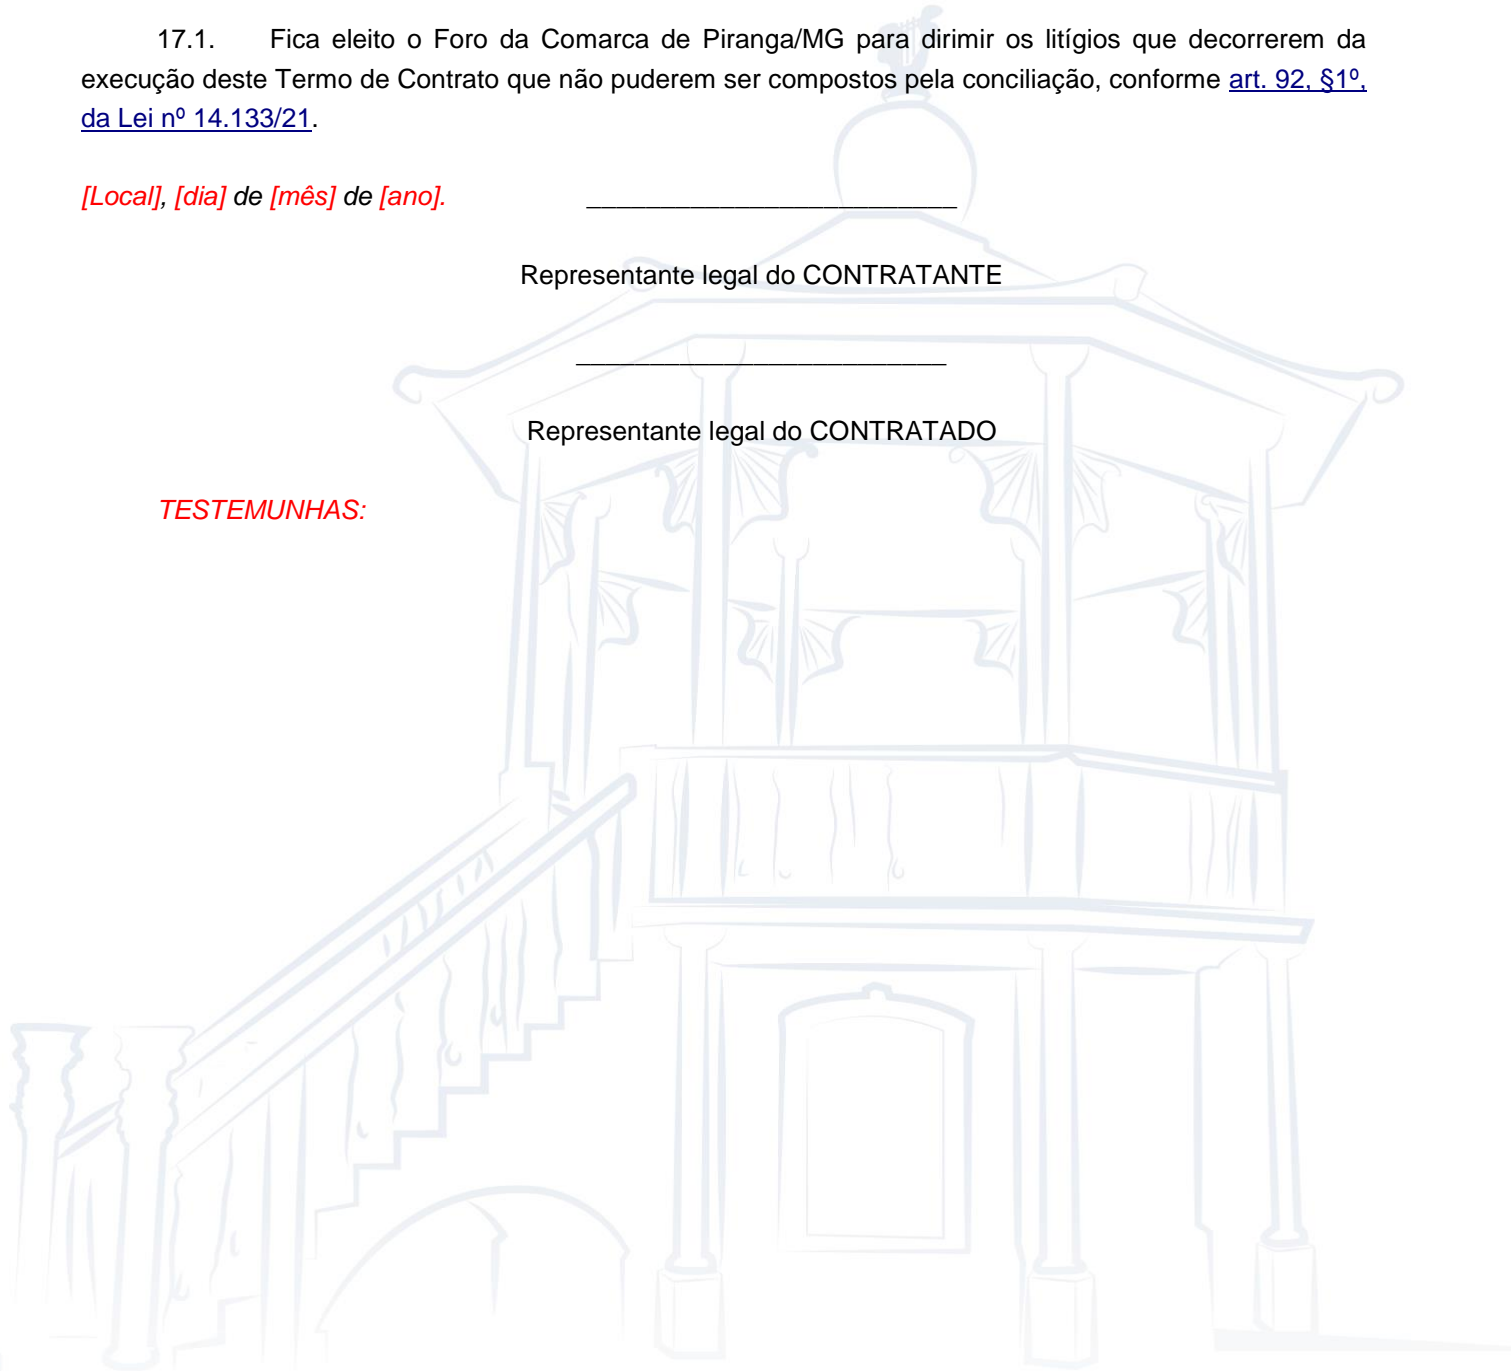 17.1. Fica eleito o Foro da Comarca de Piranga/MG para dirimir os litígios que decorrerem da
execução deste Termo de Contrato que não puderem ser compostos pela conciliação, conforme art. 92, §1º,
da Lei nº 14.133/21.
[Local], [dia] de [mês] de [ano]. _________________________
Representante legal do CONTRATANTE
_________________________
Representante legal do CONTRATADO
TESTEMUNHAS: